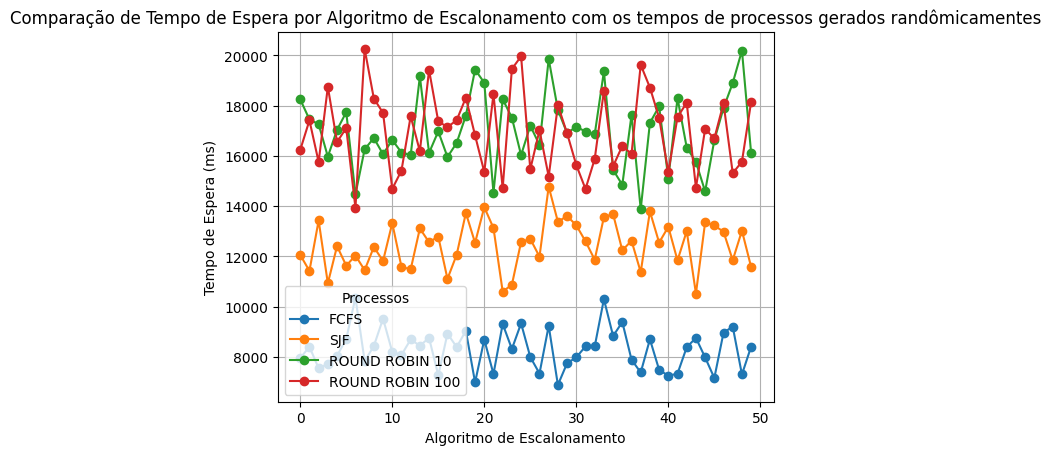 Comparação de Tempo de Espera por Algoritmo de Escalonamento com os tempos de processos gerados randômicamentes
Tempo de Espera (ms)
20000
18000
16000
14000
12000
10000
8000
Processos
FCFS
SJF
ROUND ROBIN 10
ROUND ROBIN 100
0 10 20 30 40 50
Algoritmo de Escalonamento